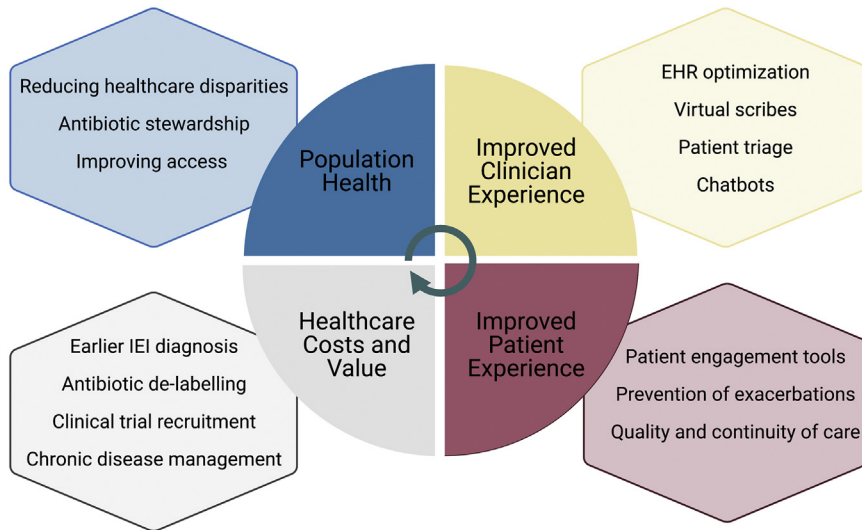 Reducing healthcare disparities
Antibiotic stewardship
Improving access
Population
Health
Improved
Clinician
Experience
EHR optimization
Virtual scribes
Patient triage
Chatbots
Earlier IEI diagnosis
Antibiotic de-labelling
Clinical trial recruitment
Chronic disease management
Healthcare
Costs and
Value
Improved
Patient
Experience
Patient engagement tools
Prevention of exacerbations
Quality and continuity of care